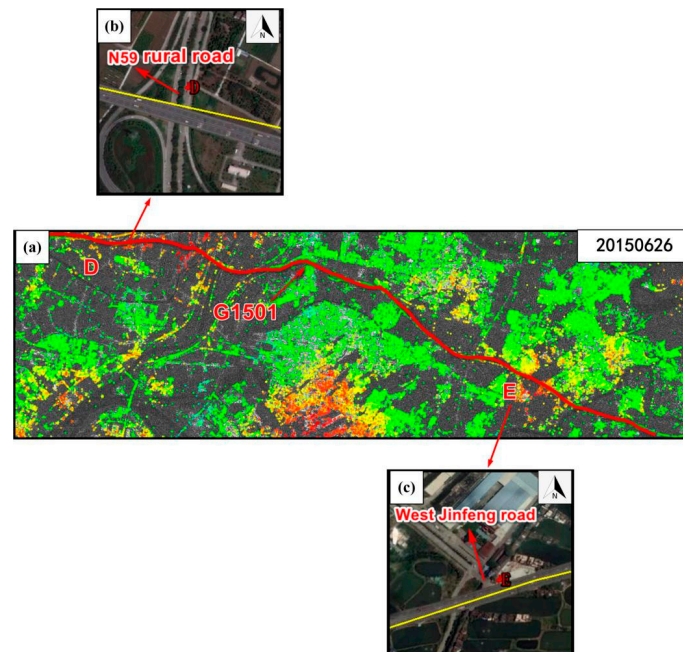 (b)
N
N59 rural road
D
(a)
20150626
D
G1501
E
(c)
N
West Jinfeng road
E